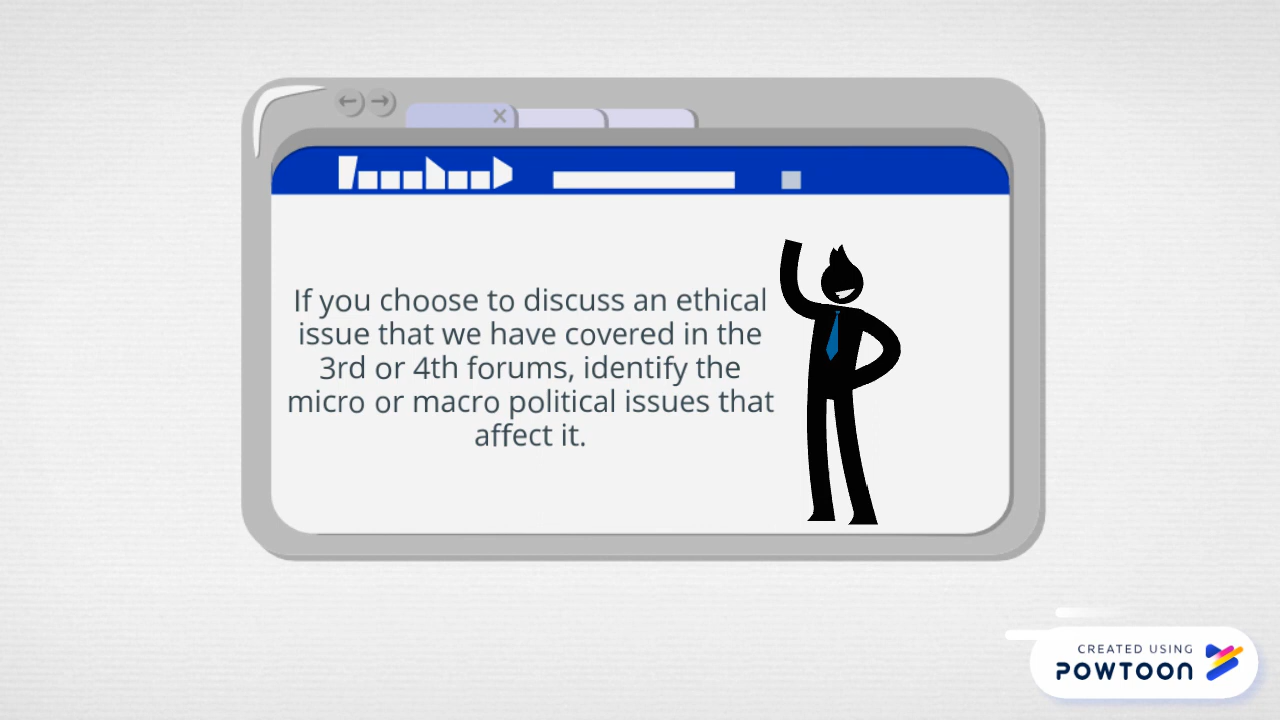 If you choose to discuss an ethical
issue that we have covered in the
3rd or 4th forums, identify the
micro or macro political issues that
affect it.
CREATED USING
POWTOON